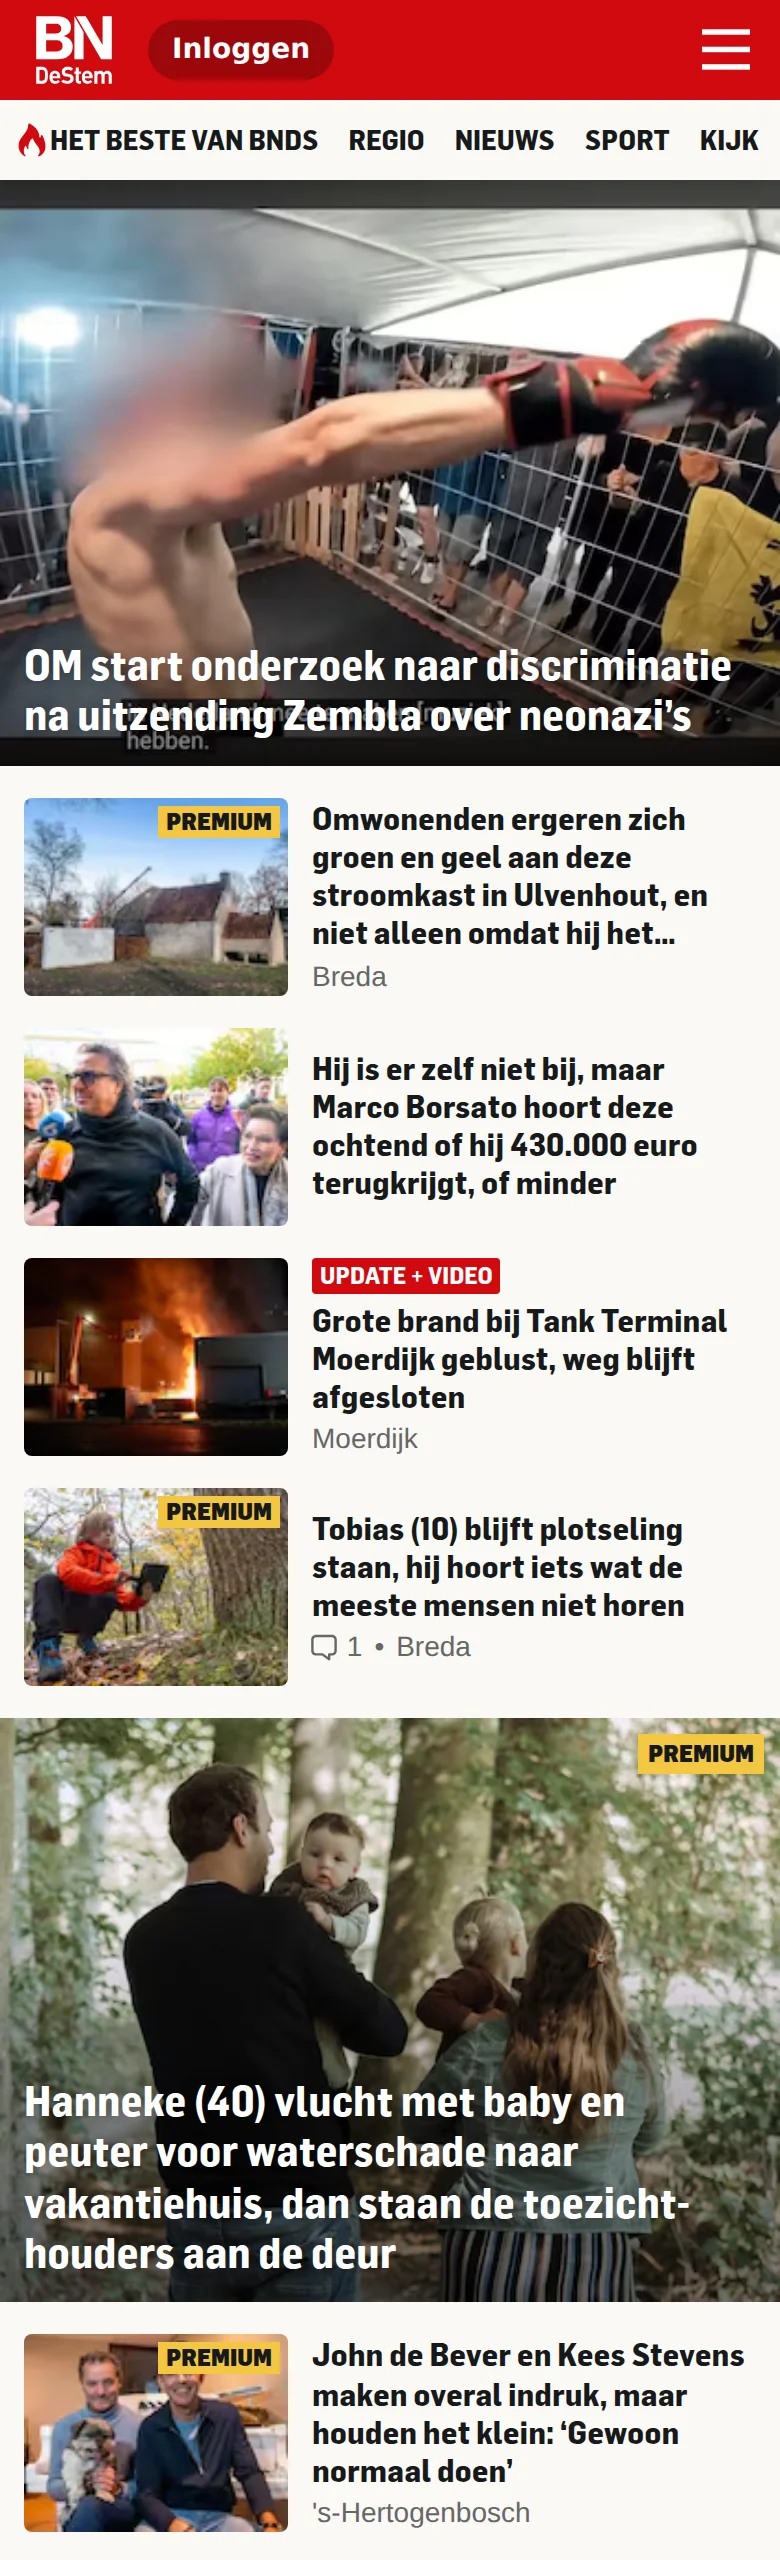 BN
DeStem
Inloggen
HET BESTE VAN BNDS REGIO NIEUWS SPORT KIJK
OM start onderzoek naar discriminatie
na uitzending Zembla over neonazi’s
hebben.
PREMIUM
Omwonenden ergeren zich
groen en geel aan deze
stroomkast in Ulvenhout, en
niet alleen omdat hij het...
Breda
Hij is er zelf niet bij, maar
Marco Borsato hoort deze
ochtend of hij 430.000 euro
terugkrijgt, of minder
UPDATE + VIDEO
Grote brand bij Tank Terminal
Moerdijk geblust, weg blijft
afgesloten
Moerdijk
PREMIUM
Tobias (10) blijft plotseling
staan, hij hoort iets wat de
meeste mensen niet horen
1 • Breda
PREMIUM
Hanneke (40) vlucht met baby en
peuter voor waterschade naar
vakantiehuis, dan staan de toezicht-
houders aan de deur
PREMIUM
John de Bever en Kees Stevens
maken overal indruk, maar
houden het klein: ‘Gewoon
normaal doen’
's-Hertogenbosch